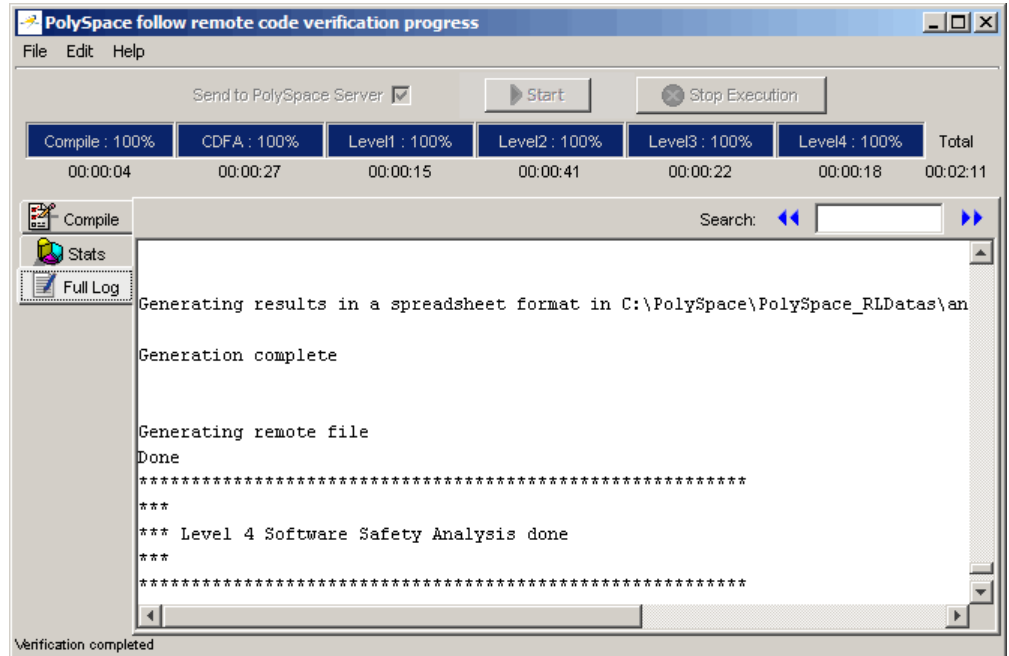 PolySpace follow remote code verification progress
File Edit Help
Send to PolySpace Server Start Stop Execution
Compile : 100% CDFA : 100% Level1 : 100% Level2 : 100% Level3 : 100% Level4 : 100% Total
00:00:04 00:00:27 00:00:15 00:00:41 00:00:22 00:00:18 00:02:11
Compile Search:
Stats
Full Log
Generating results in a spreadsheet format in C:\PolySpace\PolySpace_RLDatas\an
Generation complete
Generating remote file
Done
**********************************************************
***
*** Level 4 Software Safety Analysis done
***
**********************************************************
Verification completed